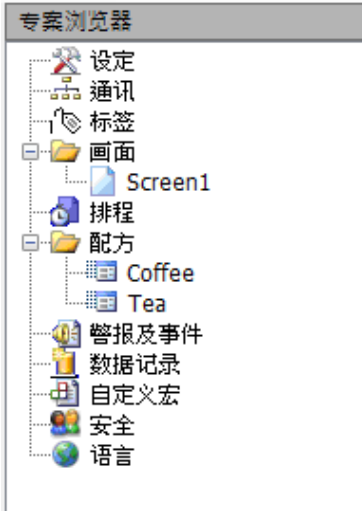 专案浏览器
设定
通讯
标签
画面
Screen1
排程
配方
Coffee
Tea
警报及事件
数据记录
自定义宏
安全
语言